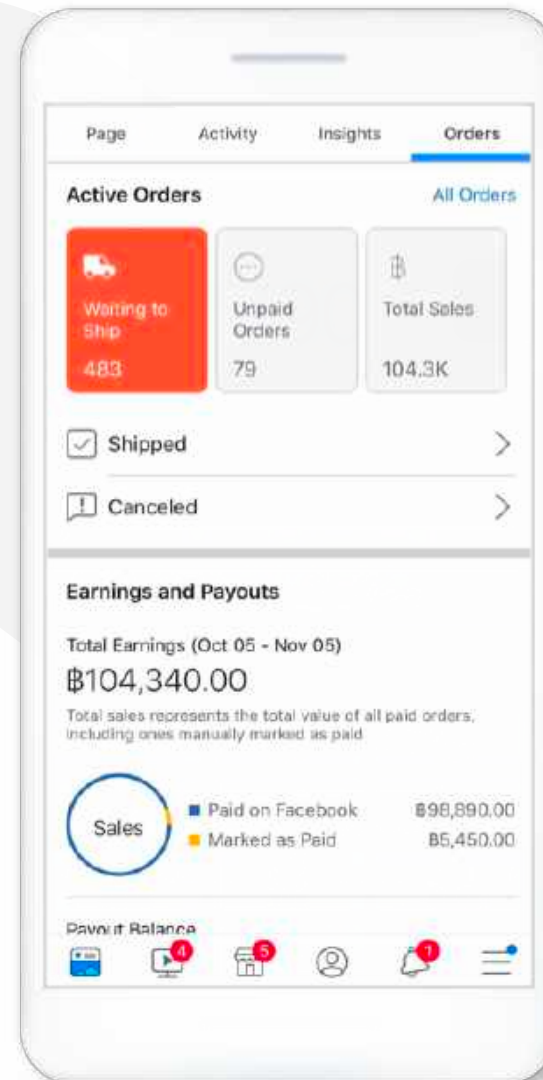 Page Activity Insights Orders
Active Orders All Orders
Waiting to
Ship
483
Unpaid
Orders
79
฿
Total Sales
104.3K
Shipped
Canceled
Earnings and Payouts
Total Earnings (Oct 05 - Nov 05)
฿104,340.00
Total sales represents the total value of all paid orders,
including ones manually marked as paid
Sales
Paid on Facebook ฿98,890.00
Marked as Paid ฿5,450.00
Payout Balance
4 5 1